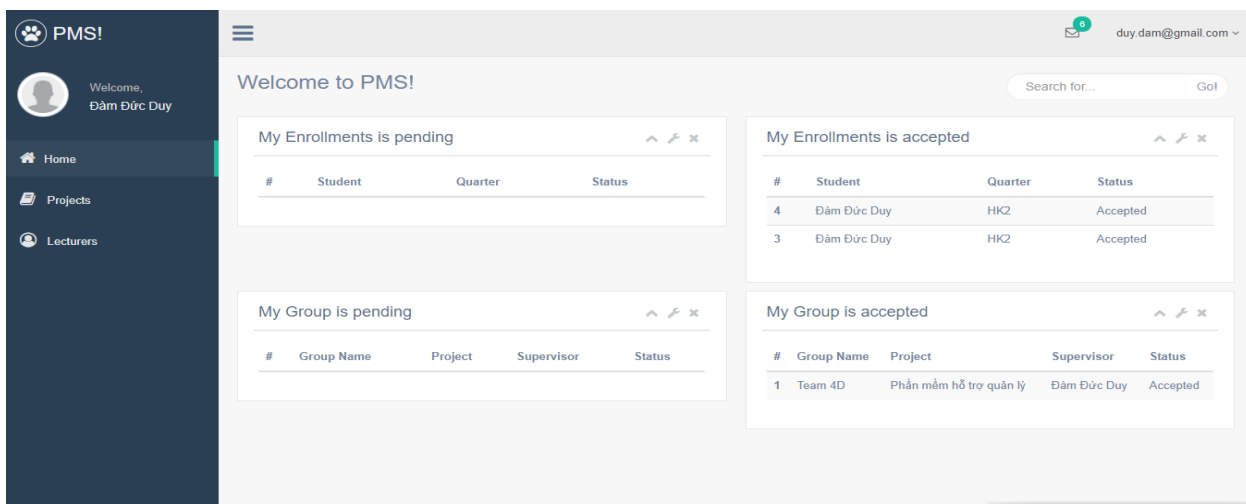 PMS!
6
duy.dam@gmail.com
Welcome,
Đàm Đức Duy
Home
Projects
Lecturers
Welcome to PMS!
Search for... Go!
My Enrollments is pending
# Student Quarter Status
My Enrollments is accepted
# Student Quarter Status
4 Đàm Đức Duy HK2 Accepted
3 Đàm Đức Duy HK2 Accepted
My Group is pending
# Group Name Project Supervisor Status
My Group is accepted
# Group Name Project Supervisor Status
1 Team 4D Phần mềm hỗ trợ quản lý Đàm Đức Duy Accepted